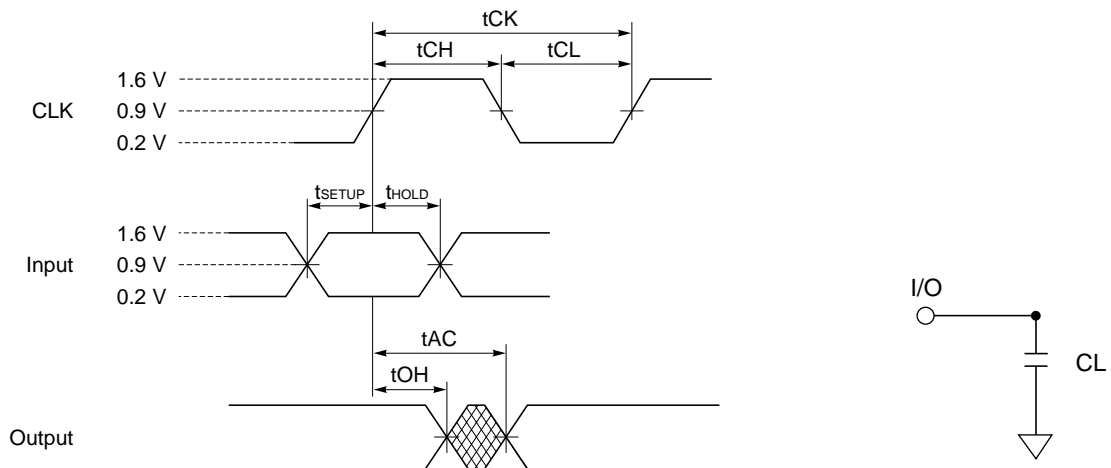 tCK
tCH
tCL
1.6 V
CLK
0.9 V
0.2 V
tSETUP
tHOLD
1.6 V
Input
0.9 V
0.2 V
I/O
tAC
CL
tOH
Output